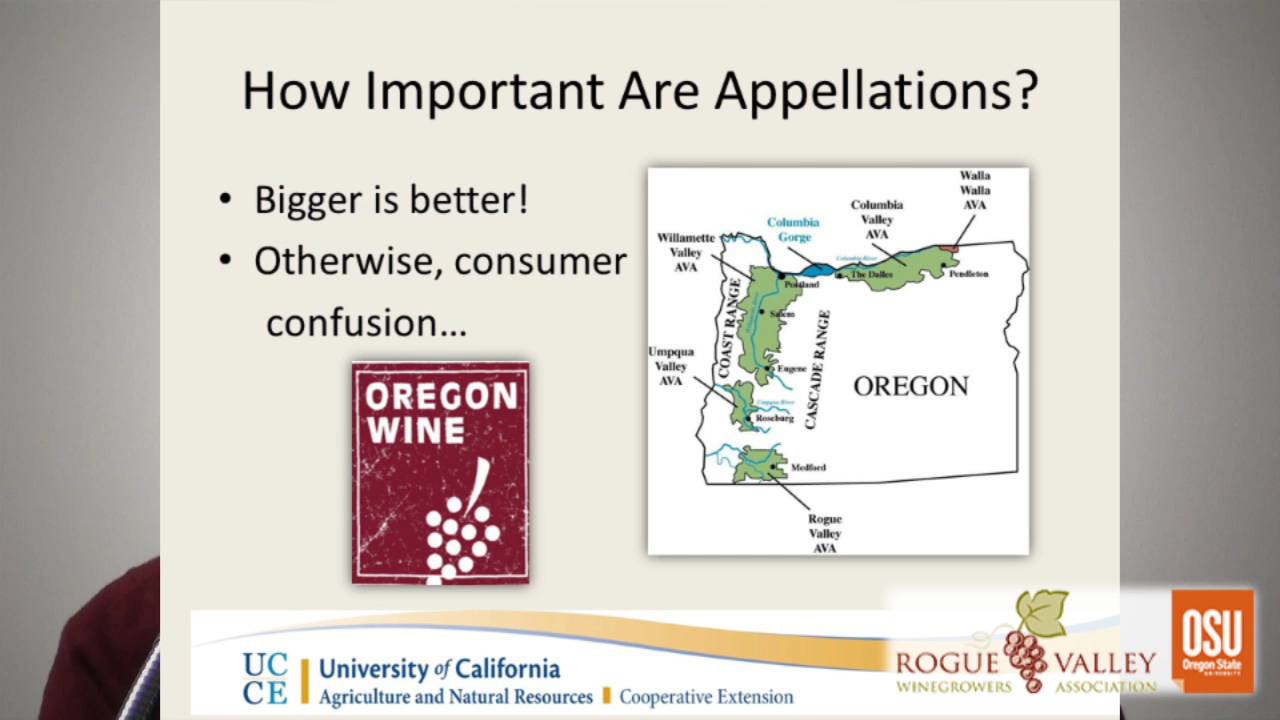 How Important Are Appellations?
• Bigger is better!
• Otherwise, consumer
confusion...
OREGON
WINE
Walla
Walla
AVA
Columbia
Valley
AVA
Columbia
Gorge
Willamette
Valley
AVA
Columbia River
The Dalles
Pendleton
Portland
Salem
COAST RANGE
CASCADE RANGE
Eugene
OREGON
Umpqua
Valley
AVA
Umpqua River
Roseburg
Medford
Rogue
Valley
AVA
UC
CE
University of California
Agriculture and Natural Resources
Cooperative Extension
ROGUE VALLEY
WINEGROWERS ASSOCIATION
OSU
Oregon State
UNIVERSITY